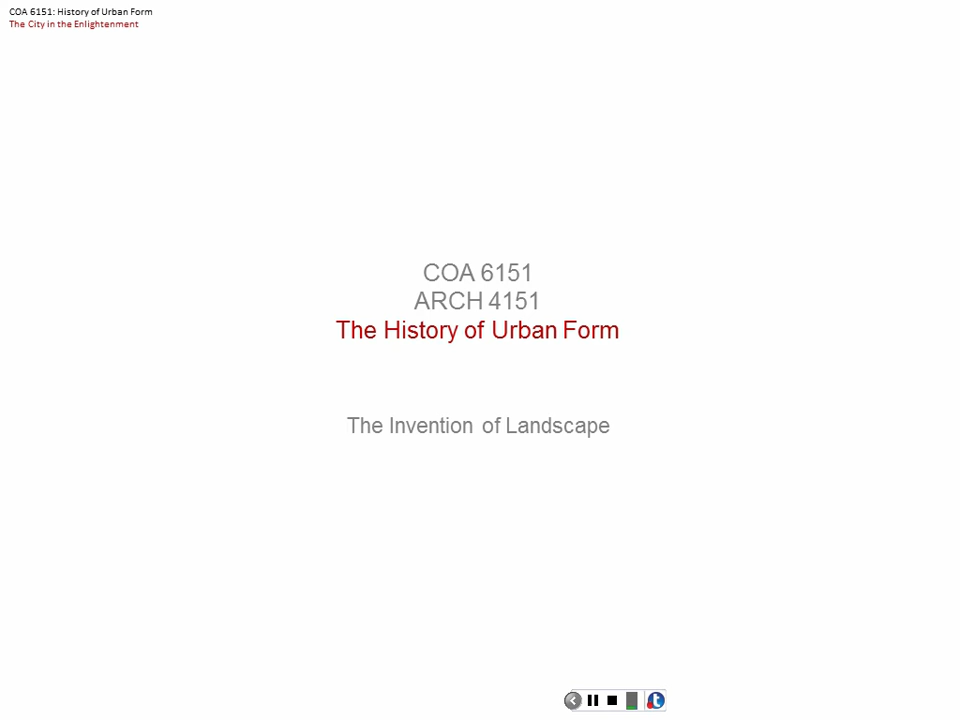 COA 6151: History of Urban Form
The City in the Enlightenment
COA 6151
ARCH 4151
The History of Urban Form
The Invention of Landscape
t